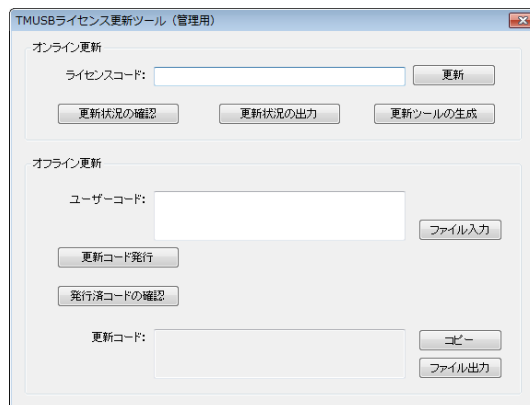 TMUSBライセンス更新ツール（管理用）
オンライン更新
ライセンスコード:
更新
更新状況の確認
更新状況の出力
更新ツールの生成
オフライン更新
ユーザーコード:
ファイル入力
更新コード発行
発行済コードの確認
更新コード:
コピー
ファイル出力